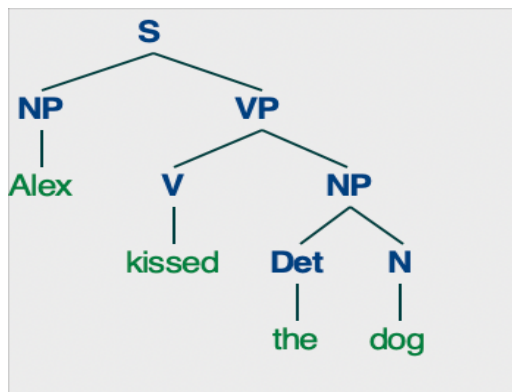 S
NP VP
Alex V NP
kissed Det N
the dog